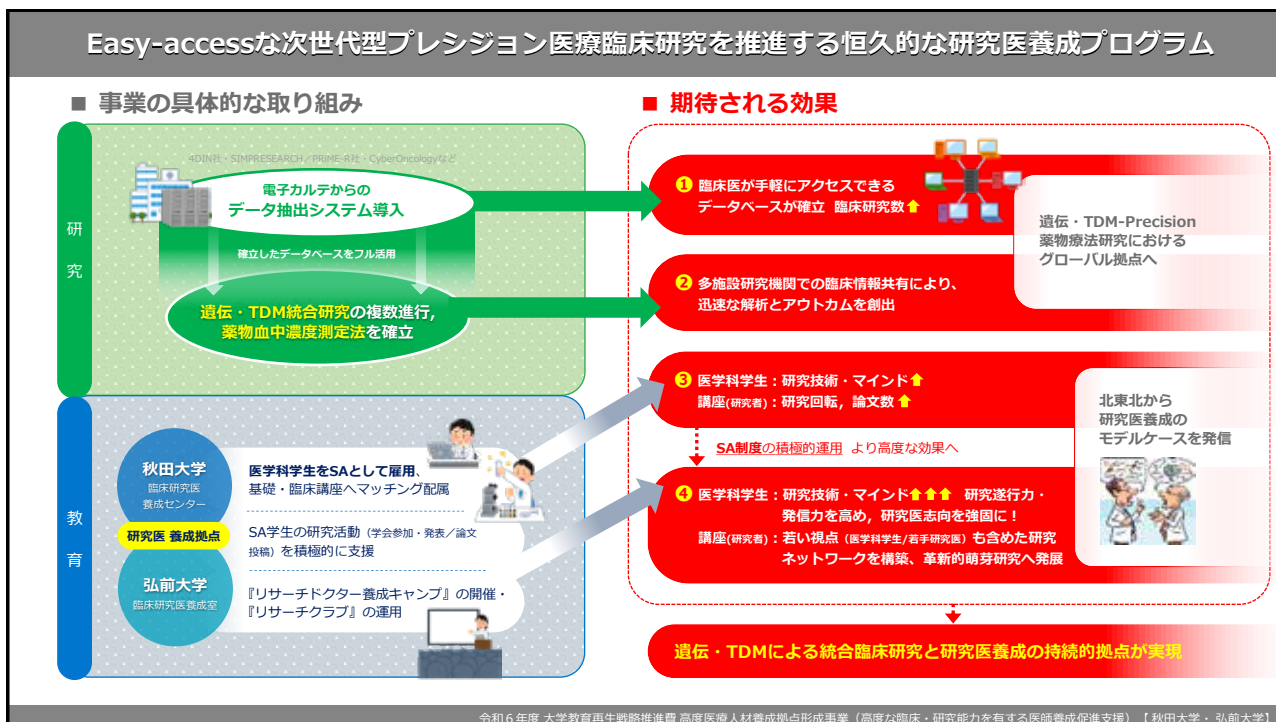 Easy-accessな次世代型プレシジョン医療臨床研究を推進する恒久的な研究医養成プログラム
■ 事業の具体的な取り組み
研究
4DIN社・SIMPRESEARCH／PRIME-R社・CyberOncologyなど
電子カルテからの
データ抽出システム導入
確立したデータベースをフル活用
遺伝・TDM統合研究の複数進行,
薬物血中濃度測定法を確立
教育
秋田大学
臨床研究医
養成センター
研究医 養成拠点
弘前大学
臨床研究医養成室
医学科学生をSAとして雇用、
基礎・臨床講座へマッチング配属
SA学生の研究活動（学会参加・発表／論文
投稿）を積極的に支援
『リサーチドクター養成キャンプ』の開催・
『リサーチクラブ』の運用
■ 期待される効果
❶ 臨床医が手軽にアクセスできる
データベースが確立 臨床研究数⬆
❷ 多施設研究機関での臨床情報共有により、
迅速な解析とアウトカムを創出
遺伝・TDM-Precision
薬物療法研究における
グローバル拠点へ
❸ 医学科学生：研究技術・マインド⬆
講座(研究者)：研究回転，論文数⬆
SA制度の積極的運用 より高度な効果へ
❹ 医学科学生：研究技術・マインド⬆⬆⬆ 研究遂行力・
発信力を高め，研究医志向を強固に！
講座(研究者)：若い視点（医学科学生/若手研究医）も含めた研究
ネットワークを構築、革新的萌芽研究へ発展
北東北から
研究医養成の
モデルケースを発信
遺伝・TDMによる統合臨床研究と研究医養成の持続的拠点が実現
令和６年度 大学教育再生戦略推進費 高度医療人材養成拠点形成事業（高度な臨床・研究能力を有する医師養成促進支援）【 秋田大学・ 弘前大学】